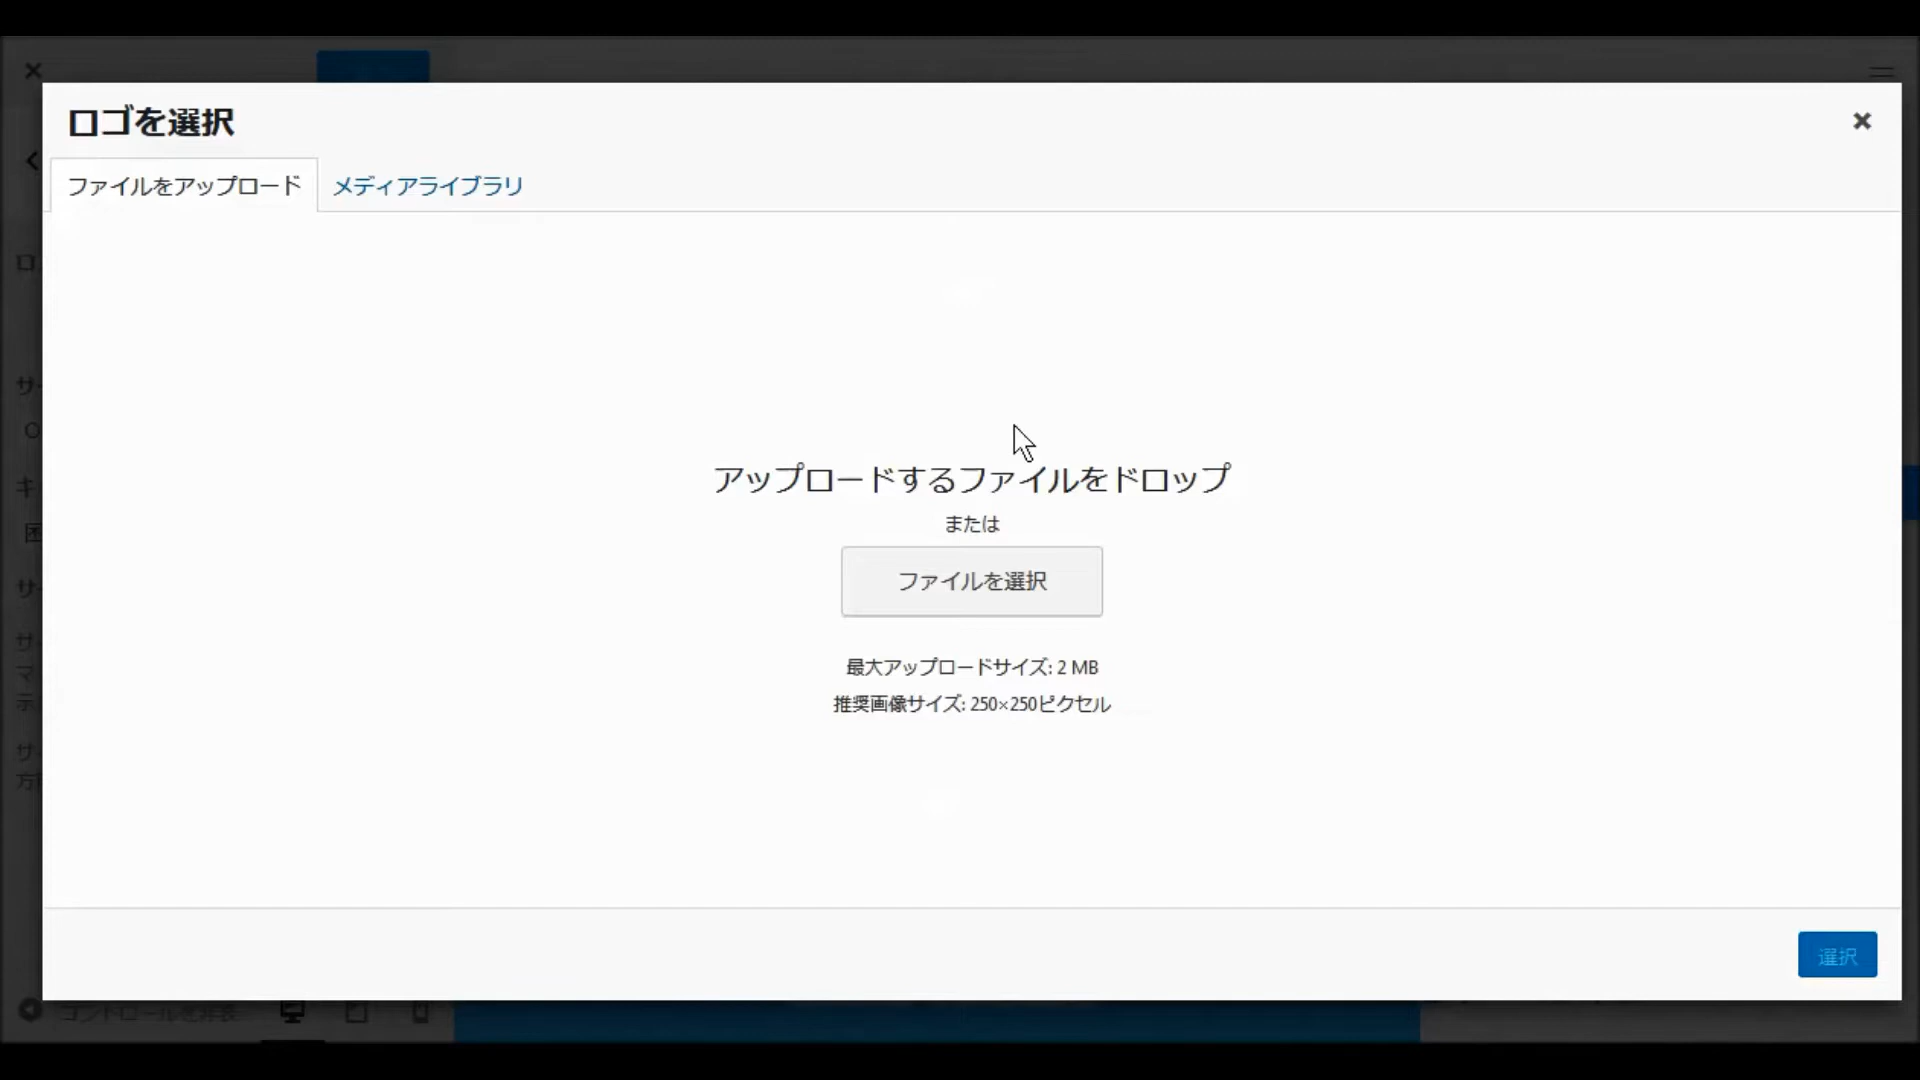 ロゴを選択
ファイルをアップロード
メディアライブラリ
アップロードするファイルをドロップ
または
ファイルを選択
最大アップロードサイズ: 2 MB
推奨画像サイズ: 250×250ピクセル
選択